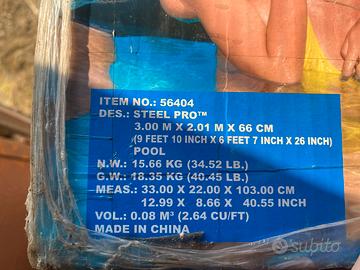 ITEM NO.: 56404
DES.: STEEL PRO™
3.00 M X 2.01 M X 66 CM
(9 FEET 10 INCH X 6 FEET 7 INCH X 26 INCH)
POOL
N.W.: 15.66 KG (34.52 LB.)
G.W.: 18.35 KG (40.45 LB.)
MEAS.: 33.00 X 22.00 X 103.00 CM
12.99 X 8.66 X 40.55 INCH
VOL.: 0.08 M³ (2.64 CU/FT)
MADE IN CHINA
subito